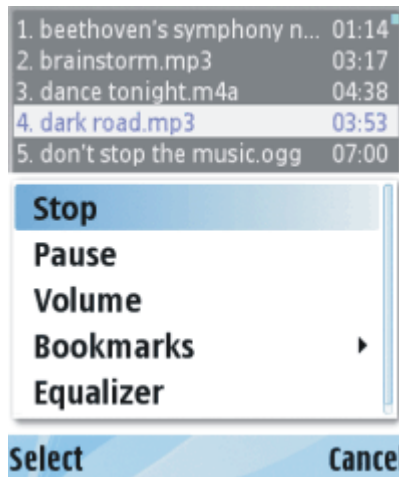 1. beethoven's symphony n... 01:14
2. brainstorm.mp3 03:17
3. dance tonight.m4a 04:38
4. dark road.mp3 03:53
5. don't stop the music.ogg 07:00
Stop
Pause
Volume
Bookmarks
Equalizer
Select Cance